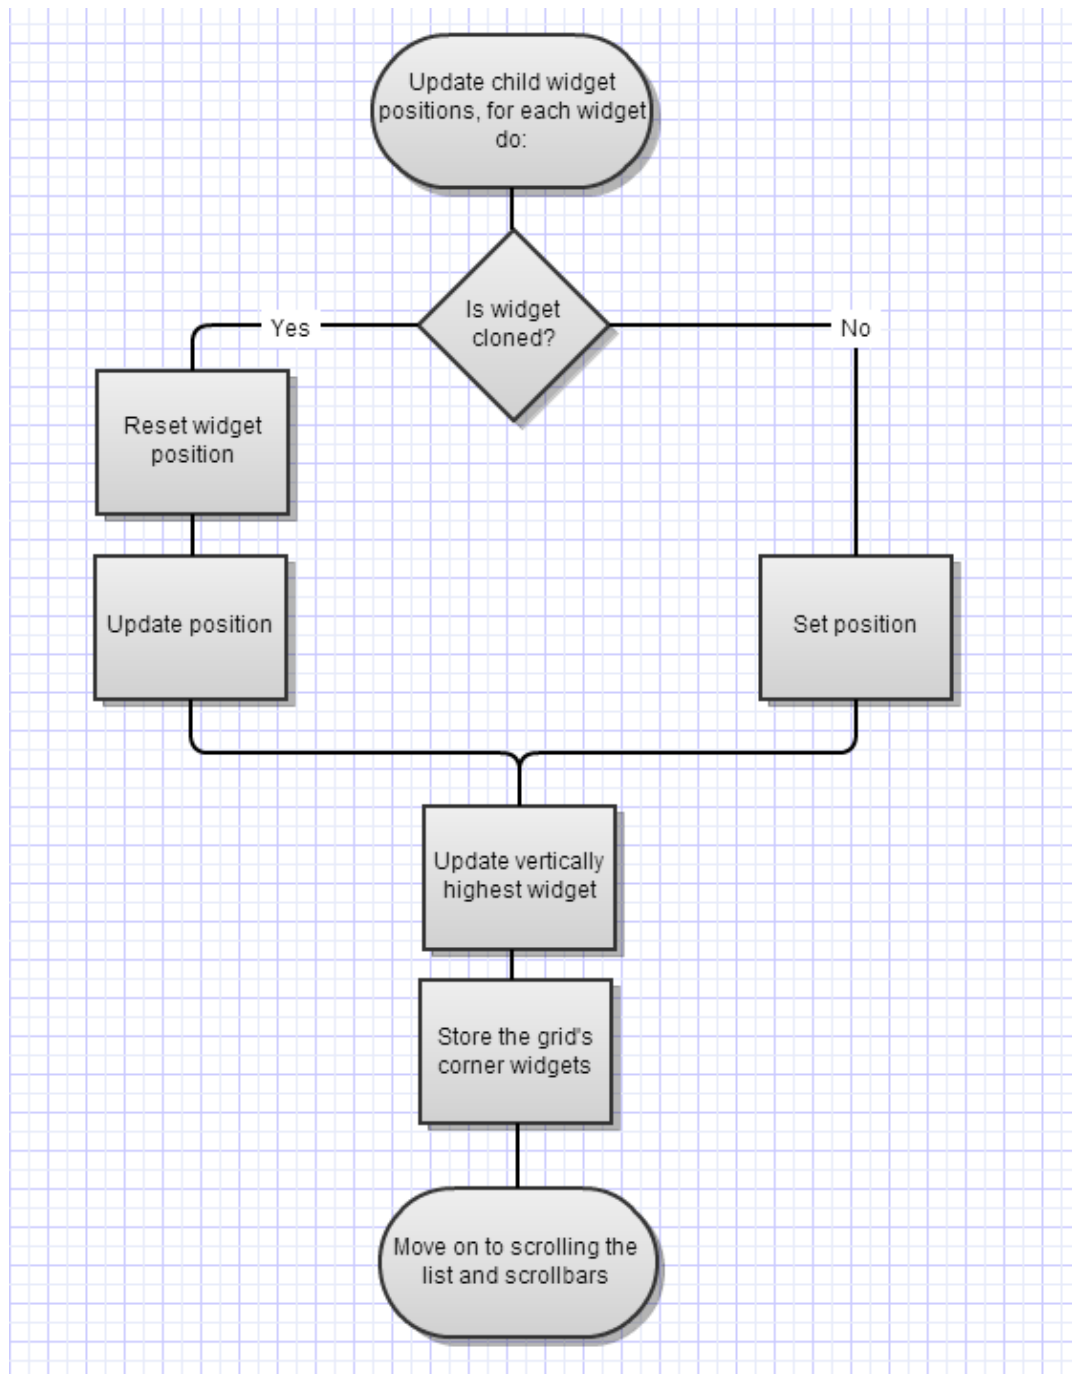 Update child widget
positions, for each widget
do:
Is widget
cloned?
Yes
No
Reset widget
position
Update position
Set position
Update vertically
highest widget
Store the grid's
corner widgets
Move on to scrolling the
list and scrollbars